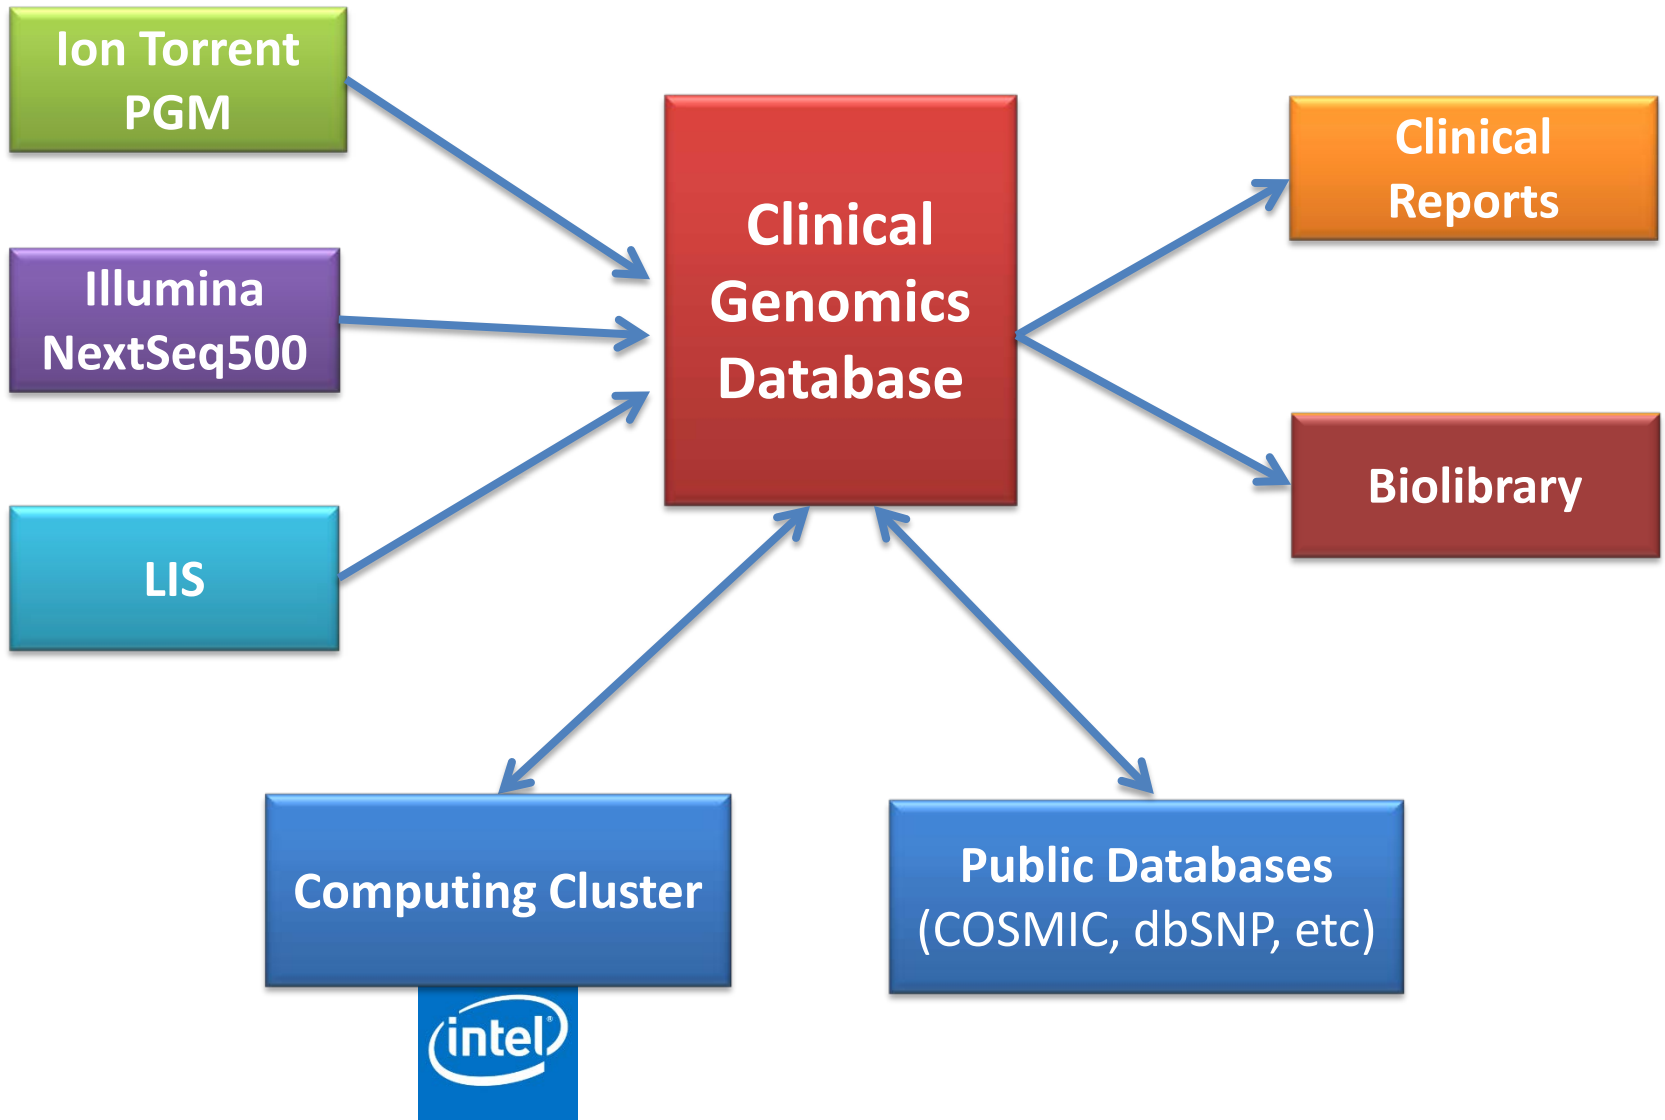 Ion Torrent
PGM
Illumina
NextSeq500
LIS
Clinical
Genomics
Database
Clinical
Reports
Biolibrary
Computing Cluster
Public Databases
(COSMIC, dbSNP, etc)
intel®